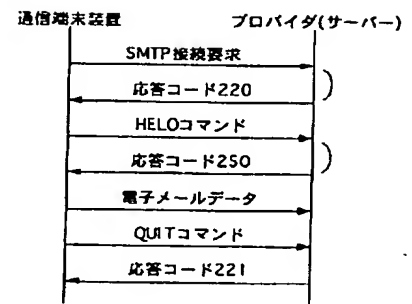 通信端末装置 プロバイダ(サーバー)
SMTP接続要求
応答コード220
HELOコマンド
応答コード250
電子メールデータ
QUITコマンド
応答コード221